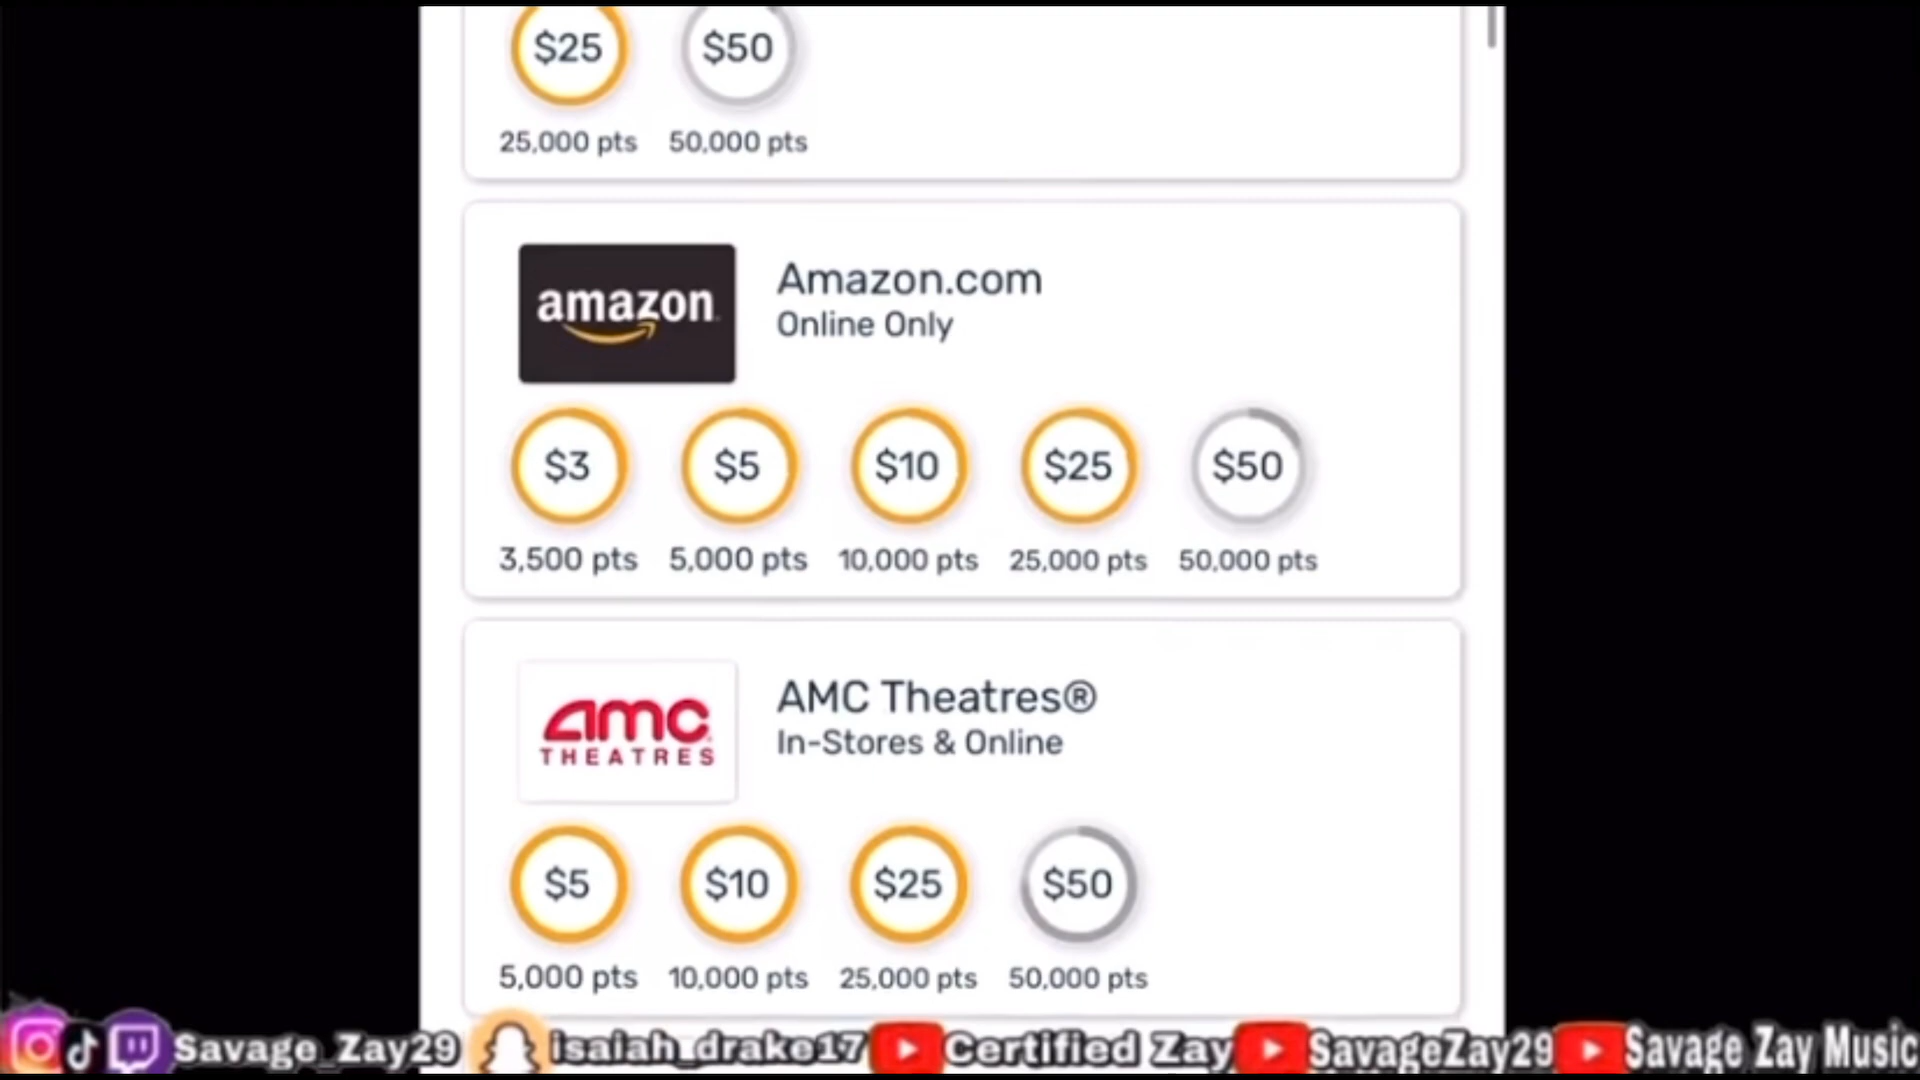 $25 $50
25,000 pts 50,000 pts
amazon
Amazon.com
Online Only
$3 $5 $10 $25 $50
3,500 pts 5,000 pts 10,000 pts 25,000 pts 50,000 pts
amc
THEATRES
AMC Theatres®
In-Stores & Online
$5 $10 $25 $50
5,000 pts 10,000 pts 25,000 pts 50,000 pts
Savage_Zay29 isaiah_drake17 Certified Zay SavageZay29 Savage Zay Music